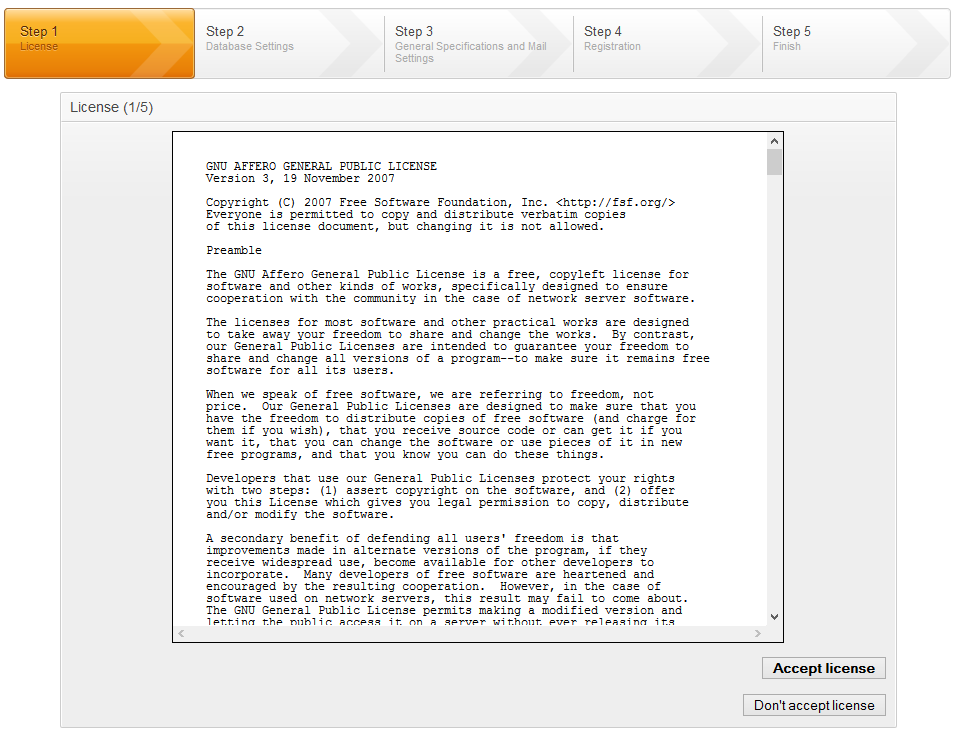 Step 1
License
Step 2
Database Settings
Step 3
General Specifications and Mail
Settings
Step 4
Registration
Step 5
Finish
License (1/5)
GNU AFFERO GENERAL PUBLIC LICENSE
Version 3, 19 November 2007
Copyright (C) 2007 Free Software Foundation, Inc. <http://fsf.org/>
Everyone is permitted to copy and distribute verbatim copies
of this license document, but changing it is not allowed.
Preamble
The GNU Affero General Public License is a free, copyleft license for
software and other kinds of works, specifically designed to ensure
cooperation with the community in the case of network server software.
The licenses for most software and other practical works are designed
to take away your freedom to share and change the works.  By contrast,
our General Public Licenses are intended to guarantee your freedom to
share and change all versions of a program--to make sure it remains free
software for all its users.
When we speak of free software, we are referring to freedom, not
price.  Our General Public Licenses are designed to make sure that you
have the freedom to distribute copies of free software (and charge for
them if you wish), that you receive source code or can get it if you
want it, that you can change the software or use pieces of it in new
free programs, and that you know you can do these things.
Developers that use our General Public Licenses protect your rights
with two steps: (1) assert copyright on the software, and (2) offer
you this License which gives you legal permission to copy, distribute
and/or modify the software.
A secondary benefit of defending all users' freedom is that
improvements made in alternate versions of the program, if they
receive widespread use, become available for other developers to
incorporate.  Many developers of free software are heartened and
encouraged by the resulting cooperation.  However, in the case of
software used on network servers, this result may fail to come about.
The GNU General Public License permits making a modified version and
letting the public access it on a server without ever releasing its
Accept license
Don't accept license